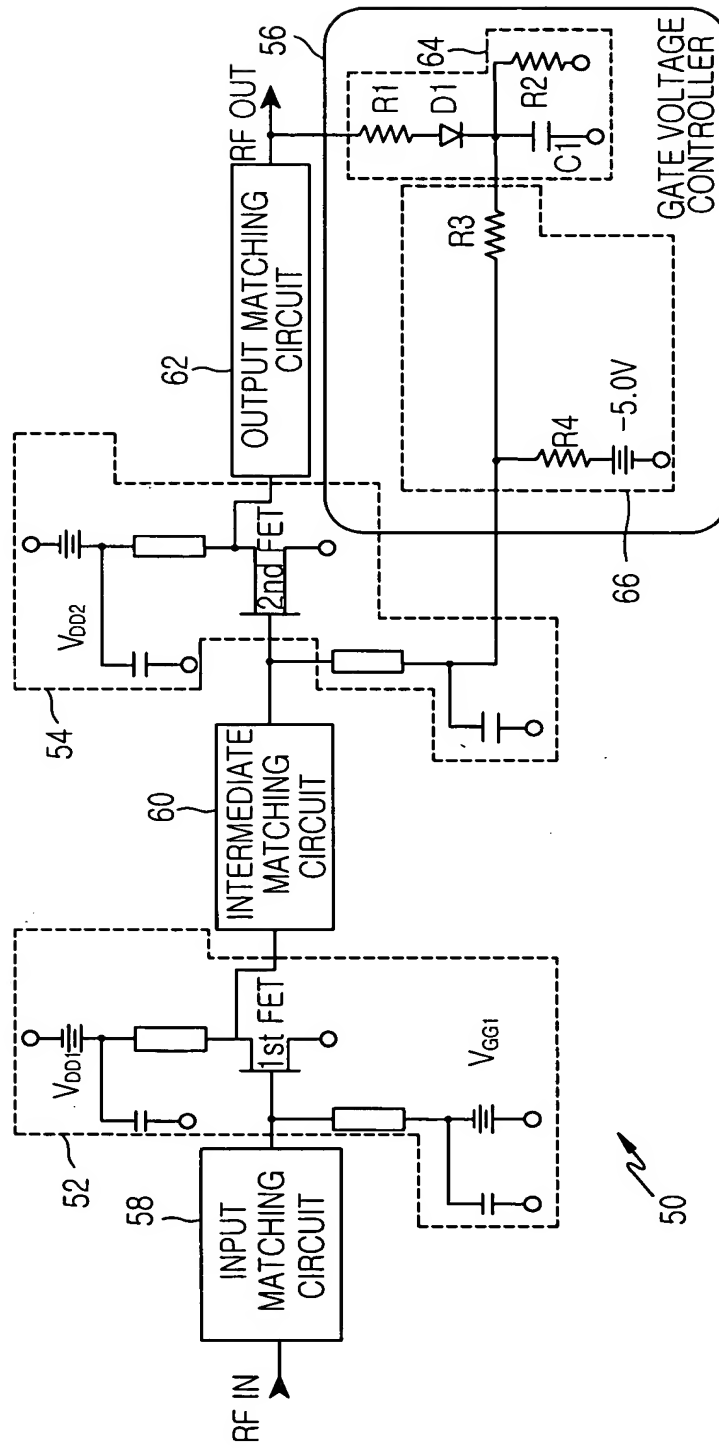 RF IN
INPUT
MATCHING
CIRCUIT
58
52
VDD1
1st FET
VGG1
50
INTERMEDIATE
MATCHING
CIRCUIT
60
54
VDD2
2nd FET
OUTPUT MATCHING
CIRCUIT
62
RF OUT
56
64
R1
D1
R2
C1
R3
R4
-5.0V
66
GATE VOLTAGE
CONTROLLER